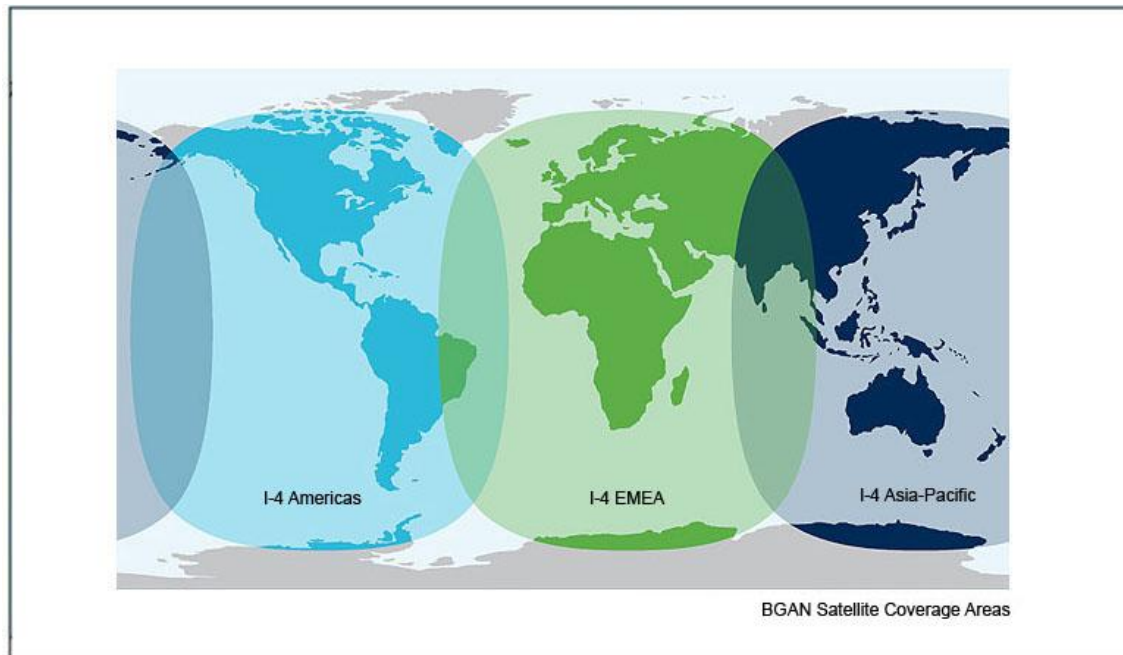 I-4 Americas
I-4 EMEA
I-4 Asia-Pacific
BGAN Satellite Coverage Areas